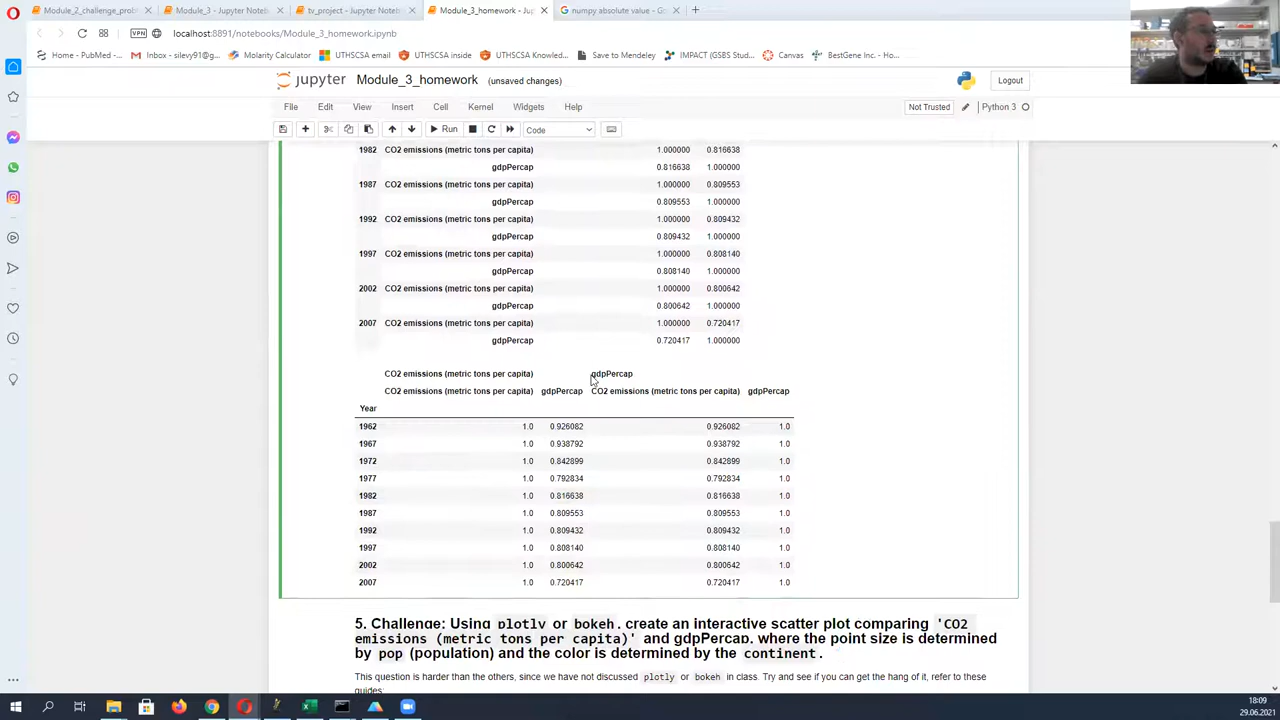 Module_2_challenge_prob
Module_3 - Jupyter Noteb
tv_project - Jupyter Noteb
Module_3_homework - Jup
numpy absolute value - Go
VPN localhost:8891/notebooks/Module_3_homework.ipynb
Home - PubMed - N... Inbox - silevy91@g... Molarity Calculator UTHSCSA email UTHSCSA Insight UTHSCSA Knowled... Save to Mendeley IMPACT (GSBS Stud... Canvas BestGene Inc. - Ho...
jupyter Module_3_homework (unsaved changes) Logout
File Edit View Insert Cell Kernel Widgets Help Not Trusted Python 3
Run Code
1982 CO2 emissions (metric tons per capita) 1.000000 0.816638
gdpPercap 0.816638 1.000000
1987 CO2 emissions (metric tons per capita) 1.000000 0.809553
gdpPercap 0.809553 1.000000
1992 CO2 emissions (metric tons per capita) 1.000000 0.809432
gdpPercap 0.809432 1.000000
1997 CO2 emissions (metric tons per capita) 1.000000 0.808140
gdpPercap 0.808140 1.000000
2002 CO2 emissions (metric tons per capita) 1.000000 0.800642
gdpPercap 0.800642 1.000000
2007 CO2 emissions (metric tons per capita) 1.000000 0.720417
gdpPercap 0.720417 1.000000
CO2 emissions (metric tons per capita) gdpPercap
CO2 emissions (metric tons per capita) gdpPercap CO2 emissions (metric tons per capita) gdpPercap
Year
1962 1.0 0.926082 0.926082 1.0
1967 1.0 0.938792 0.938792 1.0
1972 1.0 0.842899 0.842899 1.0
1977 1.0 0.792834 0.792834 1.0
1982 1.0 0.816638 0.816638 1.0
1987 1.0 0.809553 0.809553 1.0
1992 1.0 0.809432 0.809432 1.0
1997 1.0 0.808140 0.808140 1.0
2002 1.0 0.800642 0.800642 1.0
2007 1.0 0.720417 0.720417 1.0
5. Challenge: Using plotly or bokeh, create an interactive scatter plot comparing 'CO2
emissions (metric tons per capita)' and gdpPercap, where the point size is determined
by pop (population) and the color is determined by the continent.
This question is harder than the others, since we have not discussed plotly or bokeh in class. Try and see if you can get the hang of it, refer to these
guides:
18:09
29.06.2021